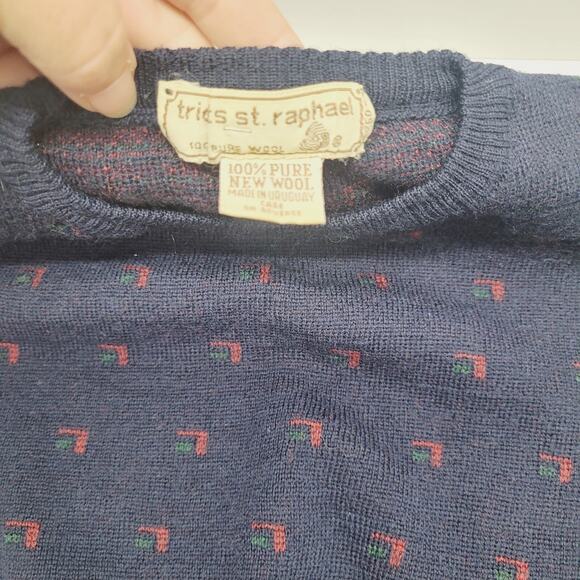 trics st. raphael
100% PURE WOOL
100% PURE
NEW WOOL
MADE IN URUGUAY
CARE
ON REVERSE